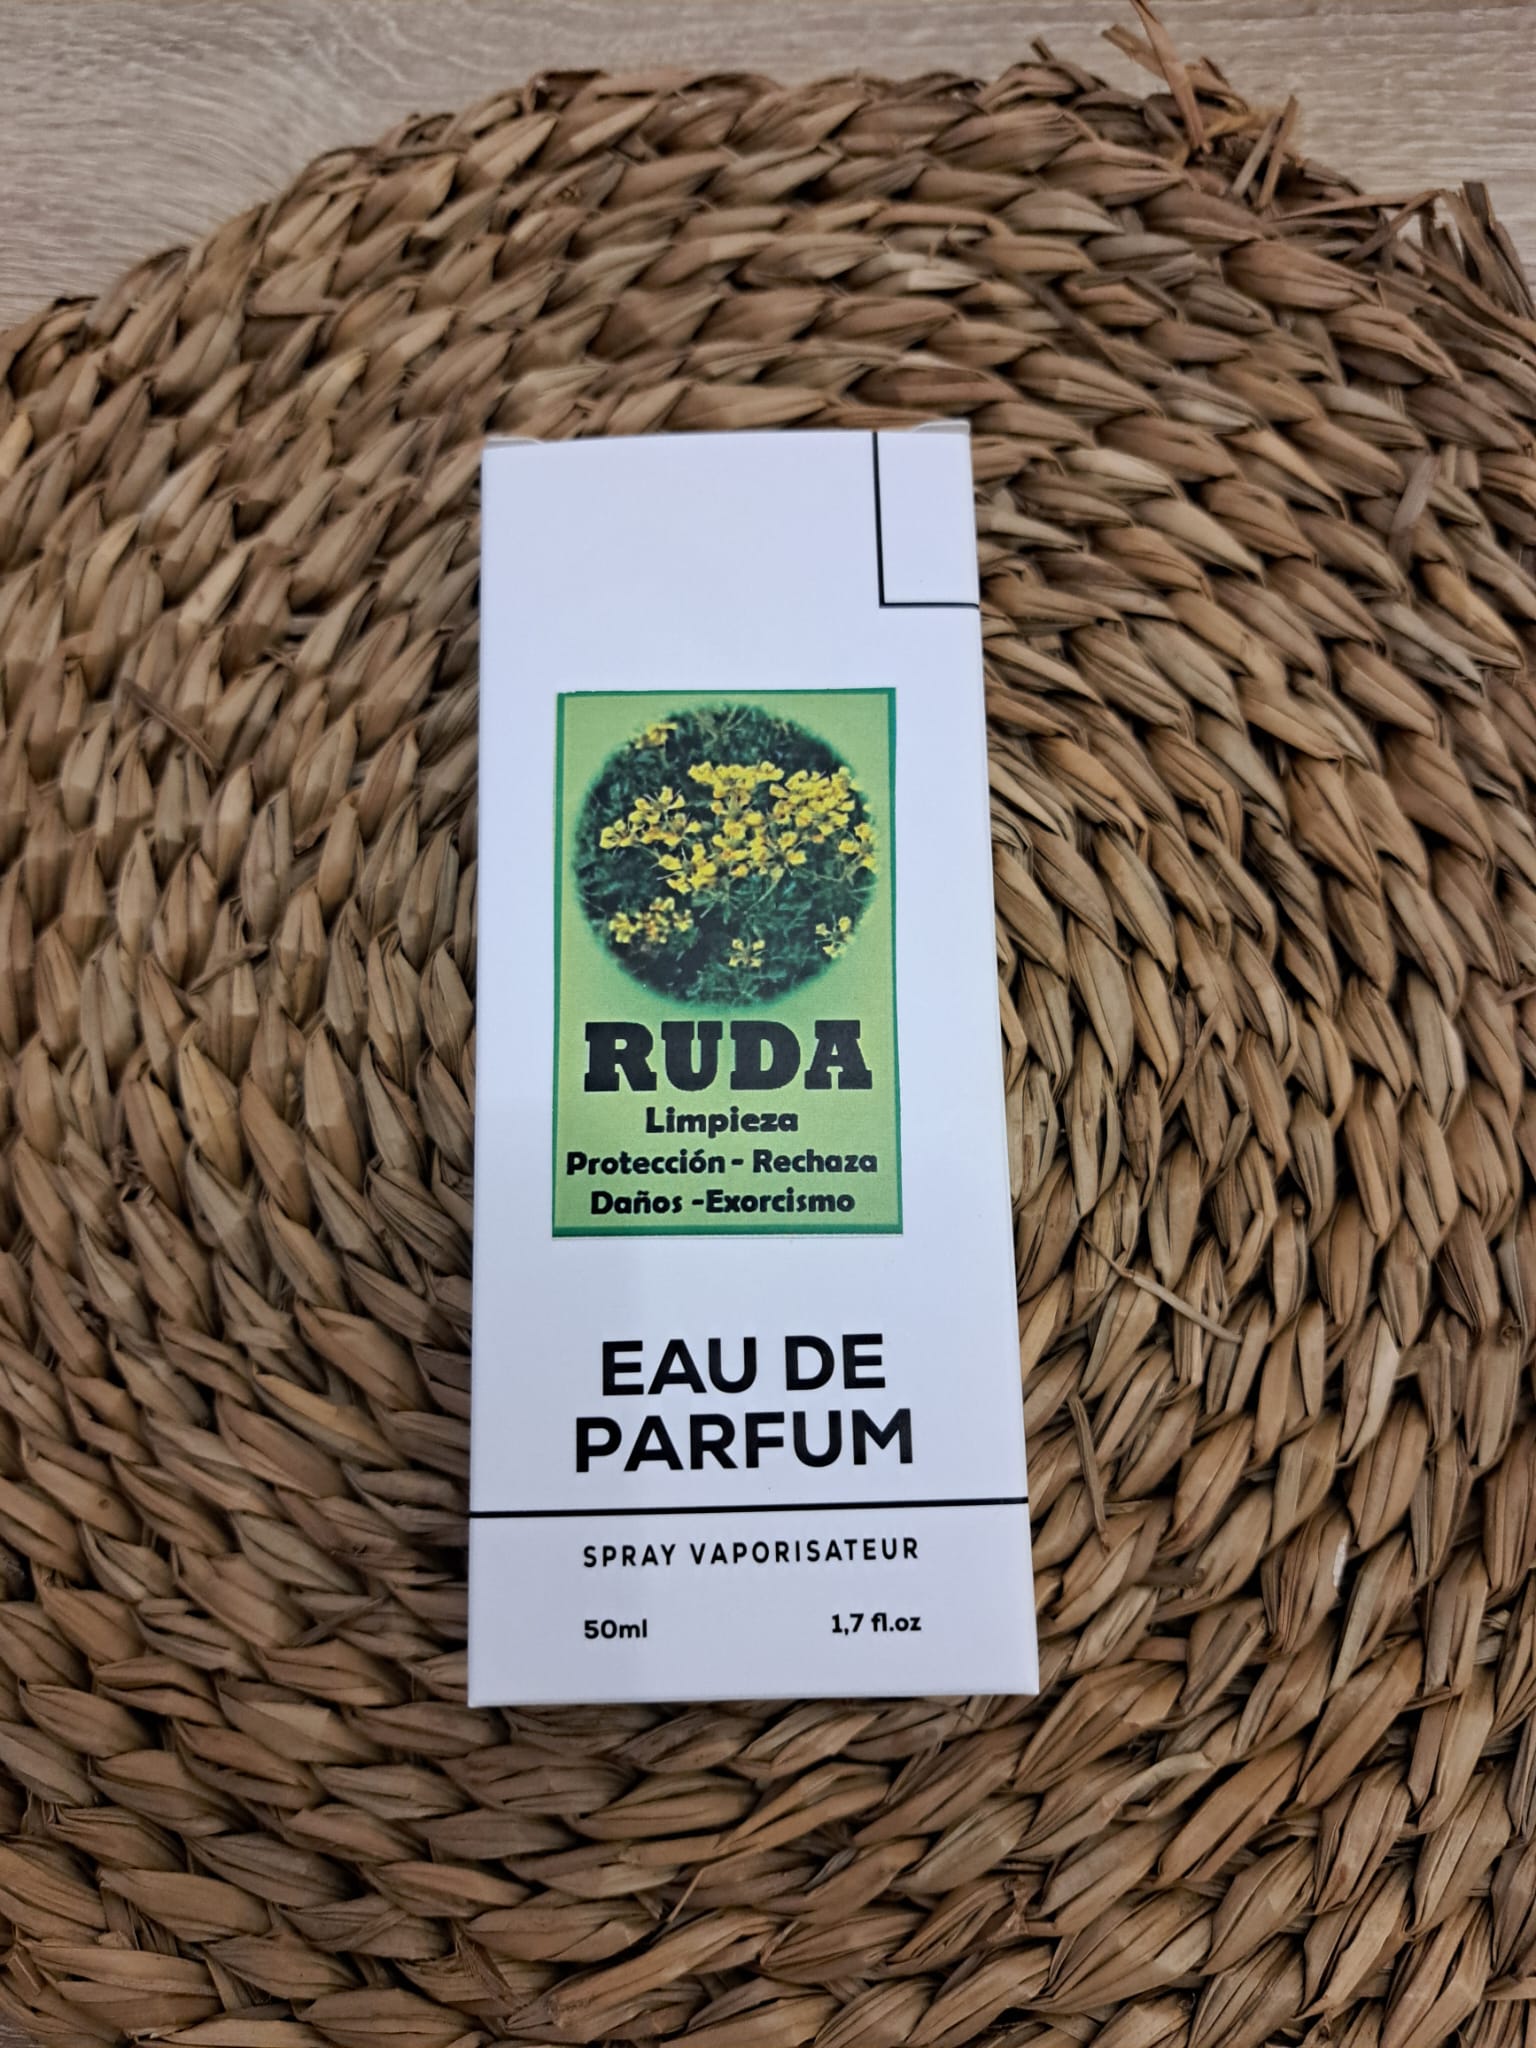 RUDA
Limpieza
Protección - Rechaza
Daños -Exorcismo
EAU DE
PARFUM
SPRAY VAPORISATEUR
50ml 1,7 fl.oz